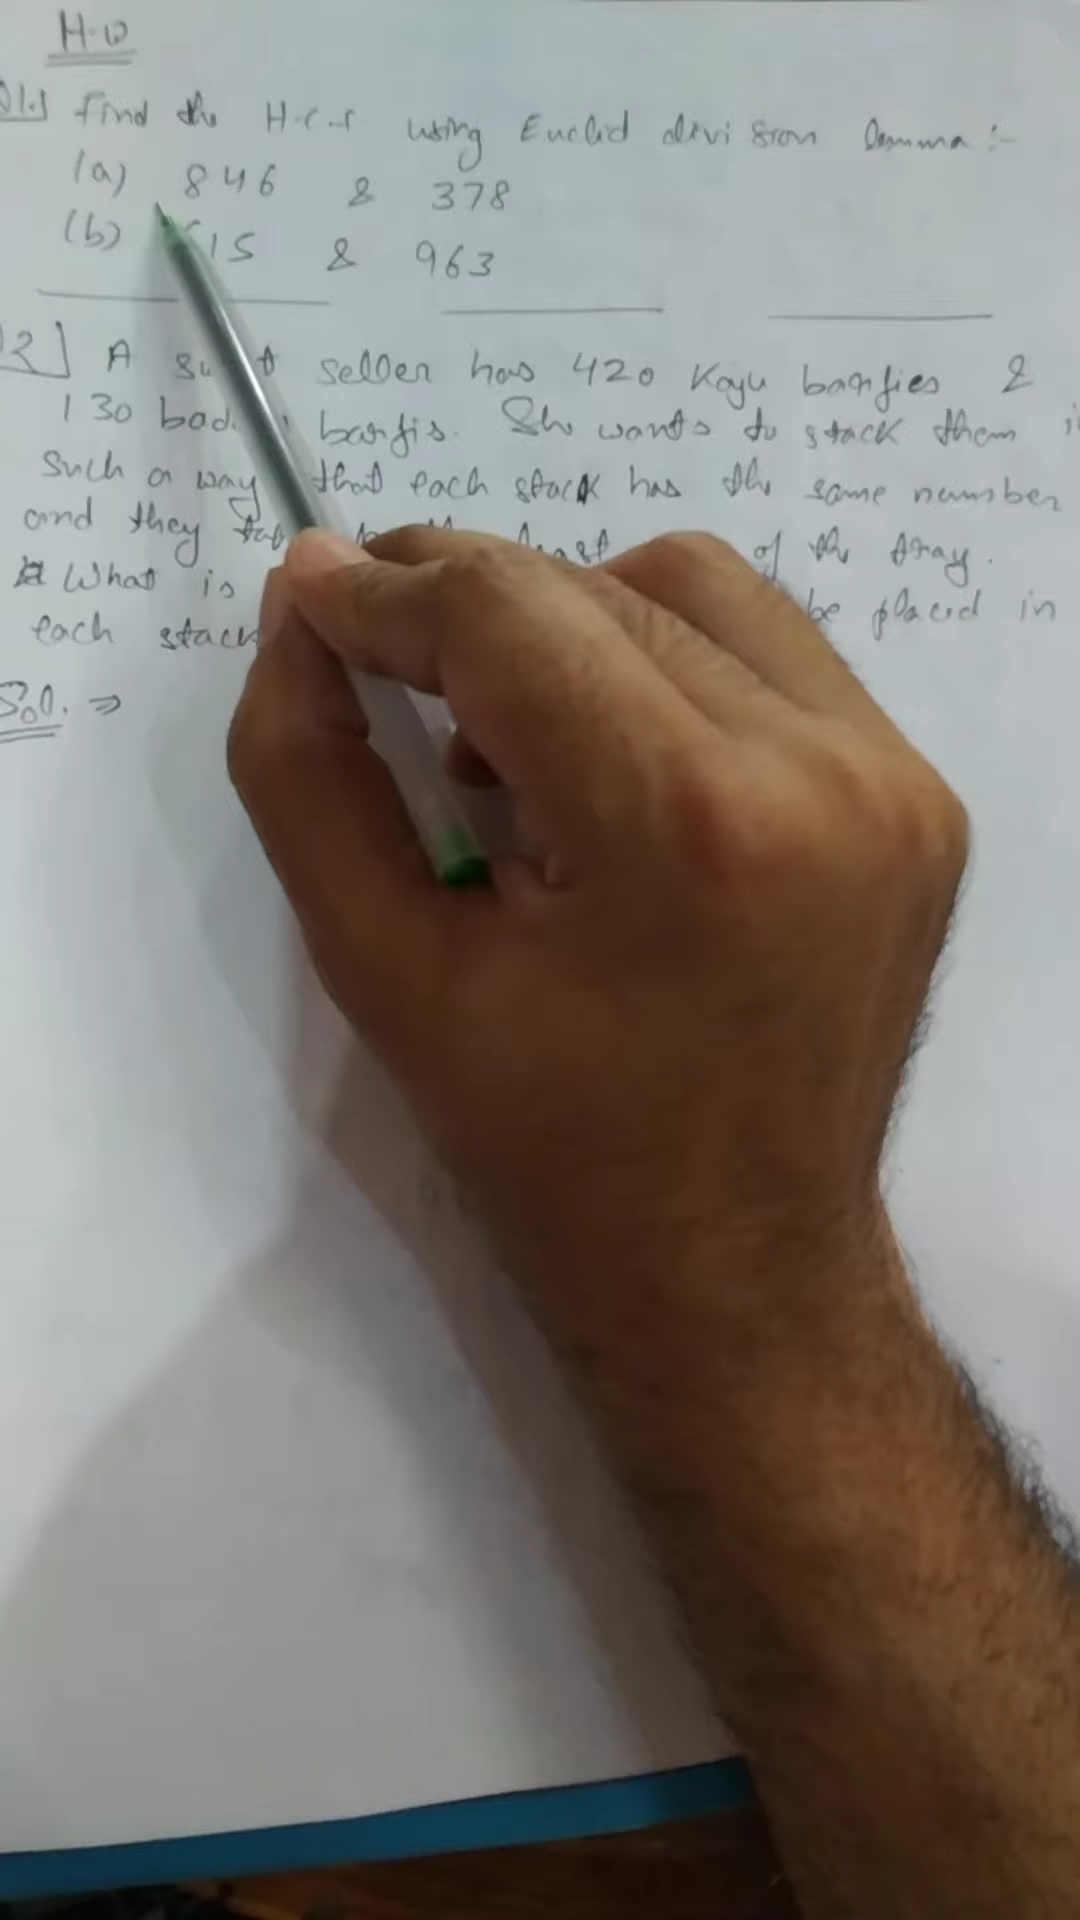 H.W
Q1.] Find the H.C.F using Euclid division lemma :-
(a) 846 & 378
(b) 15 & 963
2] A seller has 420 Kaju barfies &
130 bad barfis. She wants to stack them
such a way that each stack has the same number
and they of the tray.
What is be placed in
each stack
Sol. ⇒